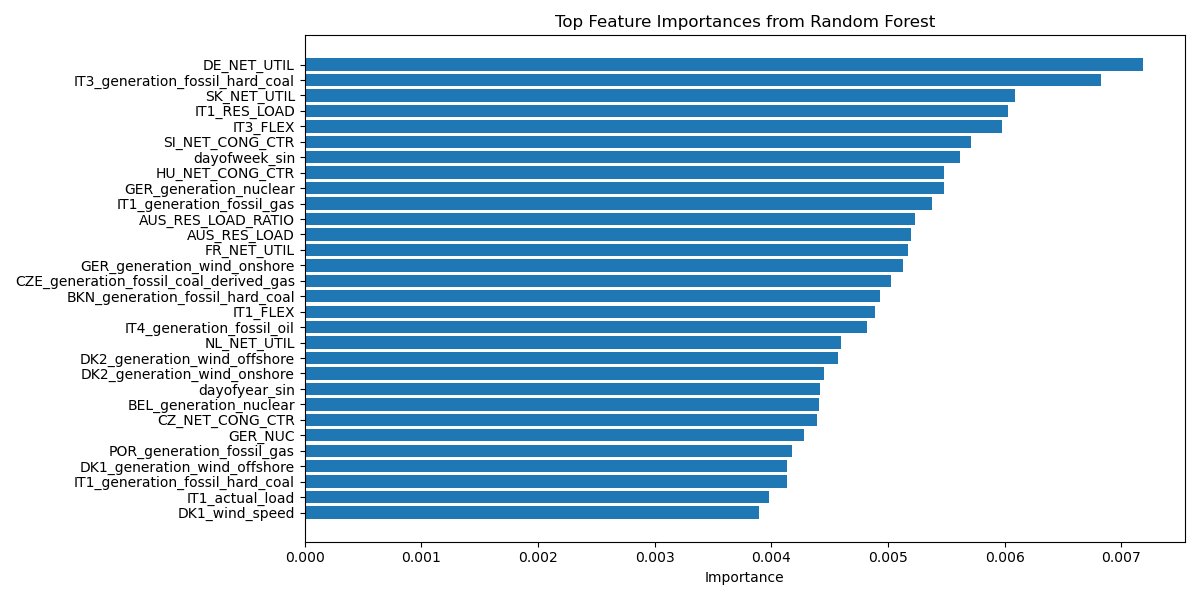 Top Feature Importances from Random Forest
DE_NET_UTIL
IT3_generation_fossil_hard_coal
SK_NET_UTIL
IT1_RES_LOAD
IT3_FLEX
SI_NET_CONG_CTR
dayofweek_sin
HU_NET_CONG_CTR
GER_generation_nuclear
IT1_generation_fossil_gas
AUS_RES_LOAD_RATIO
AUS_RES_LOAD
FR_NET_UTIL
GER_generation_wind_onshore
CZE_generation_fossil_coal_derived_gas
BKN_generation_fossil_hard_coal
IT1_FLEX
IT4_generation_fossil_oil
NL_NET_UTIL
DK2_generation_wind_offshore
DK2_generation_wind_onshore
dayofyear_sin
BEL_generation_nuclear
CZ_NET_CONG_CTR
GER_NUC
POR_generation_fossil_gas
DK1_generation_wind_offshore
IT1_generation_fossil_hard_coal
IT1_actual_load
DK1_wind_speed
0.000 0.001 0.002 0.003 0.004 0.005 0.006 0.007
Importance